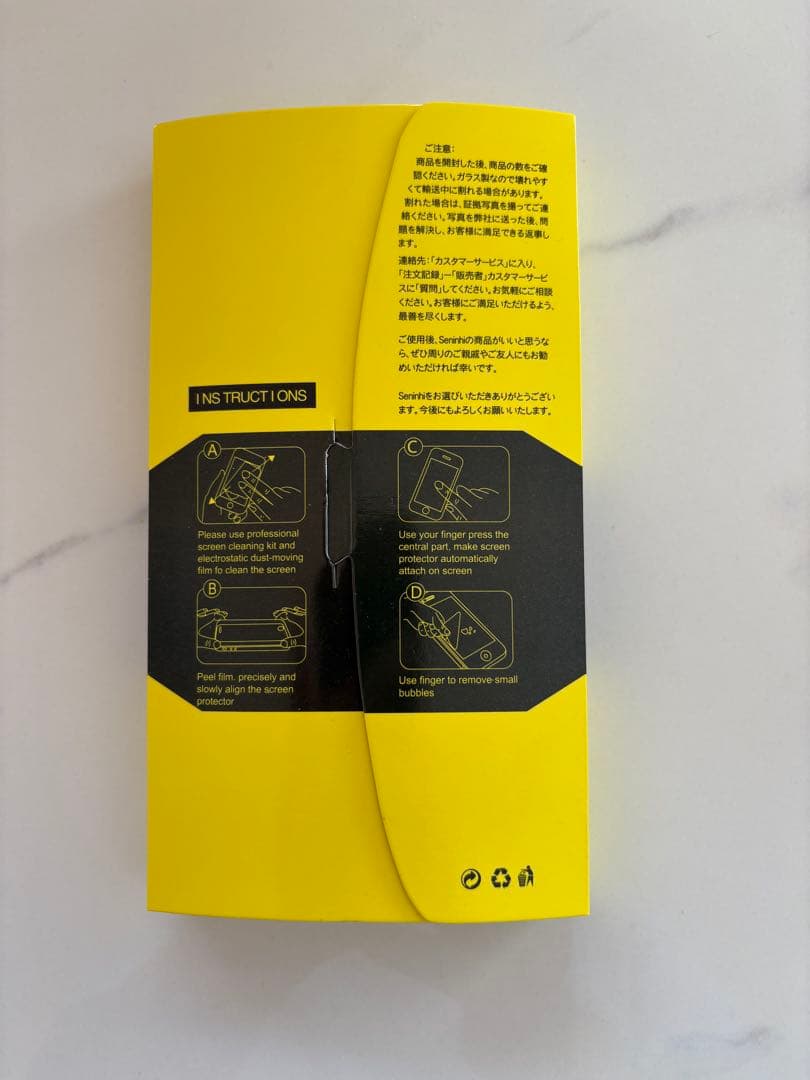 ご注意：
商品を開封した後、商品の数をご確
認ください。ガラス製なので壊れやす
くて輸送中に割れる場合があります。
割れた場合は、証拠写真を撮ってご連
絡ください。写真を弊社に送った後、問
題を解決し、お客様に満足できる返事し
ます。
連絡先：「カスタマーサービス」に入り、
「注文記録」ー「販売者」カスタマーサービ
スに「質問」してください。お気軽にご相談
ください。お客様にご満足いただけるよう、
最善を尽くします。
ご使用後、Seninhiの商品がいいと思うな
ら、ぜひ周りのご親戚やご友人にもお勧
めいただければ幸いです。
Seninhiをお選びいただきありがとうござい
ます。今後にもよろしくお願いいたします。
INSTRUCTIONS
A
Please use professional
screen cleaning kit and
electrostatic dust-moving
film fo clean the screen
B
Peel film. precisely and
slowly align the screen
protector
C
Use your finger press the
central part, make screen
protector automatically
attach on screen
D
Use finger to remove-small
bubbles